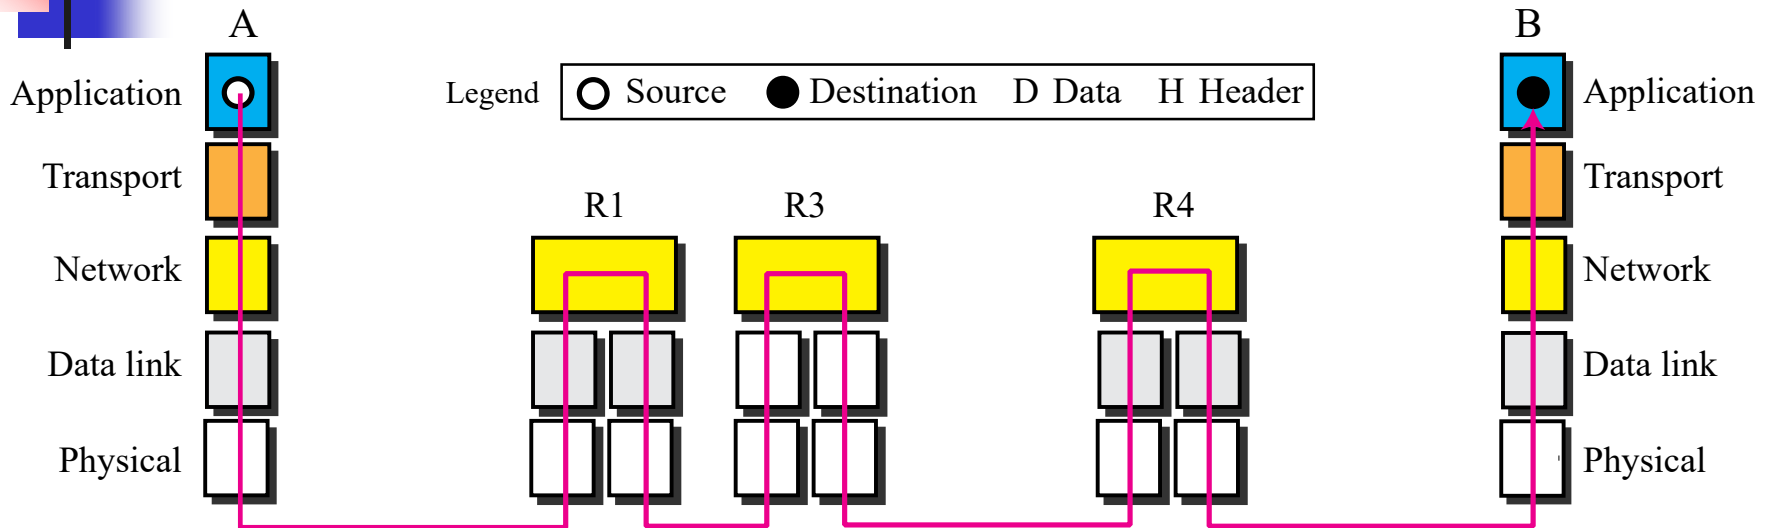 A
B
Application
Legend
Source
Destination
D Data
H Header
Application
Transport
Transport
R1
R3
R4
Network
Network
Data link
Data link
Physical
Physical